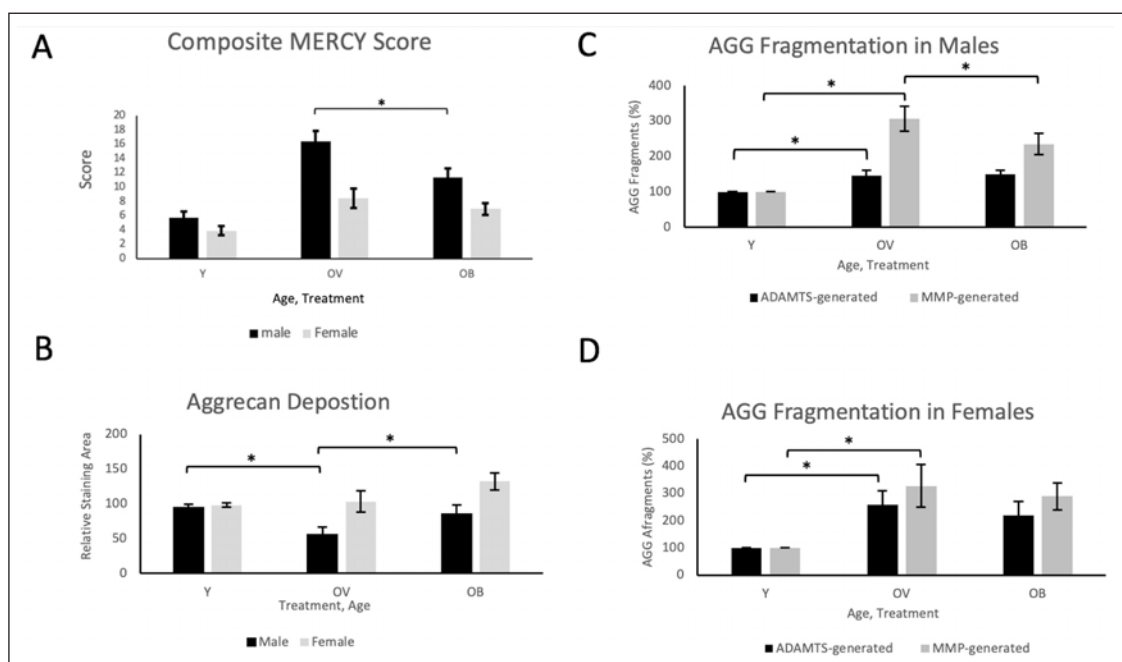 A
Composite MERCY Score
*
20
18
16
14
12
10
8
6
4
2
0
Score
Y OV OB
Age, Treatment
male Female
B
Aggrecan Depostion
* *
200
150
100
50
0
Relative Staining Area
Y OV OB
Treatment, Age
Male Female
C
AGG Fragmentation in Males
* * *
400
300
200
100
0
AGG Fragments (%)
Y OV OB
Age, Treatment
ADAMTS-generated MMP-generated
D
AGG Fragmentation in Females
* *
500
400
300
200
100
0
AGG Afragments (%)
Y OV OB
Age, Treatment
ADAMTS-generated MMP-generated